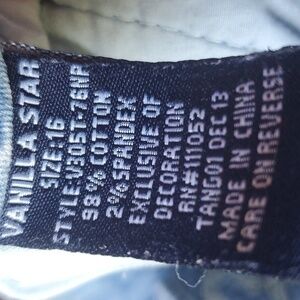 VANILLA STAR
SIZE:16
STYLE:V3051-76NP
98% COTTON
2% SPANDEX
EXCLUSIVE OF
DECORATION
RN#111052
TANG01 DEC 13
MADE IN CHINA
CARE ON REVERSE